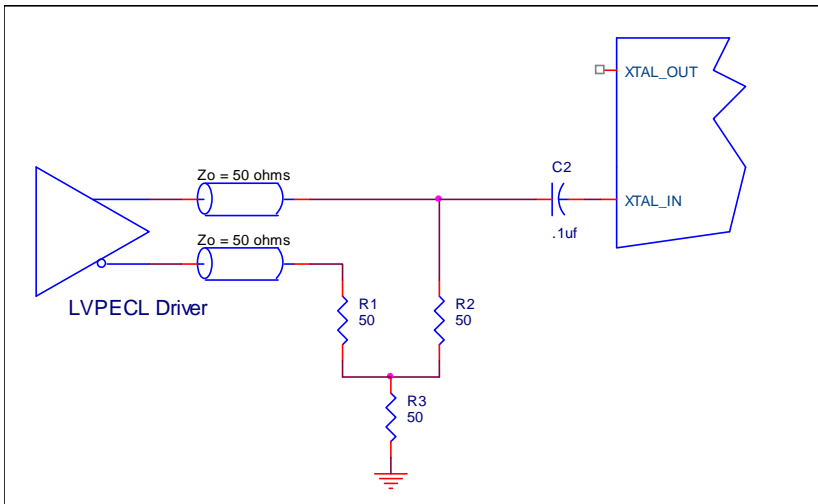 XTAL_OUT
Zo = 50 ohms
C2
XTAL_IN
.1uf
Zo = 50 ohms
LVPECL Driver
R1
50
R2
50
R3
50